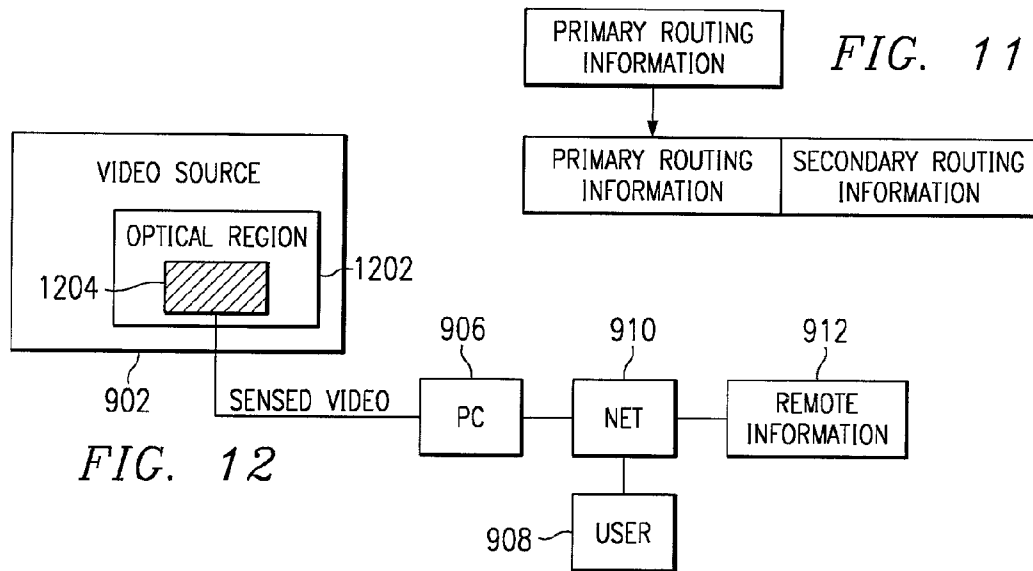 PRIMARY ROUTING
INFORMATION
FIG. 11
PRIMARY ROUTING
INFORMATION
SECONDARY ROUTING
INFORMATION
VIDEO SOURCE
OPTICAL REGION
1204
1202
902
SENSED VIDEO
906
PC
910
NET
912
REMOTE
INFORMATION
908
USER
FIG. 12